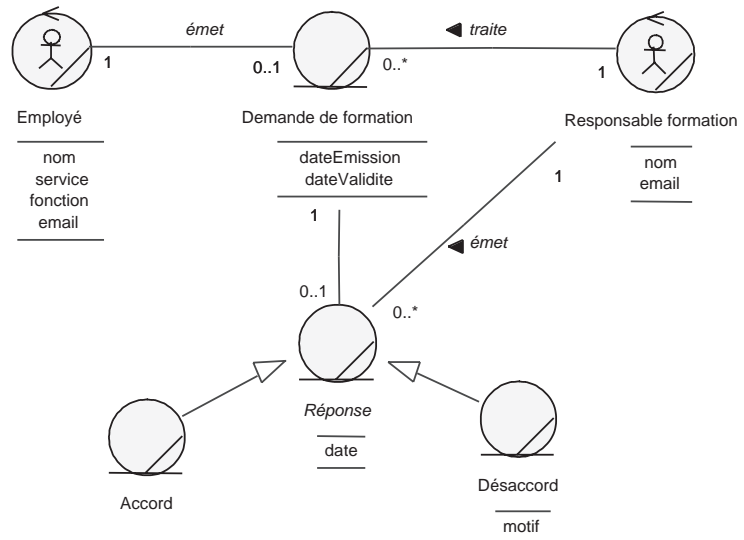 émet
traite
1
0..1
0..*
1
Employé
Demande de formation
Responsable formation
nom
service
fonction
email
dateEmission
dateValidite
nom
email
1
1
émet
0..1
0..*
Réponse
date
Accord
Désaccord
motif